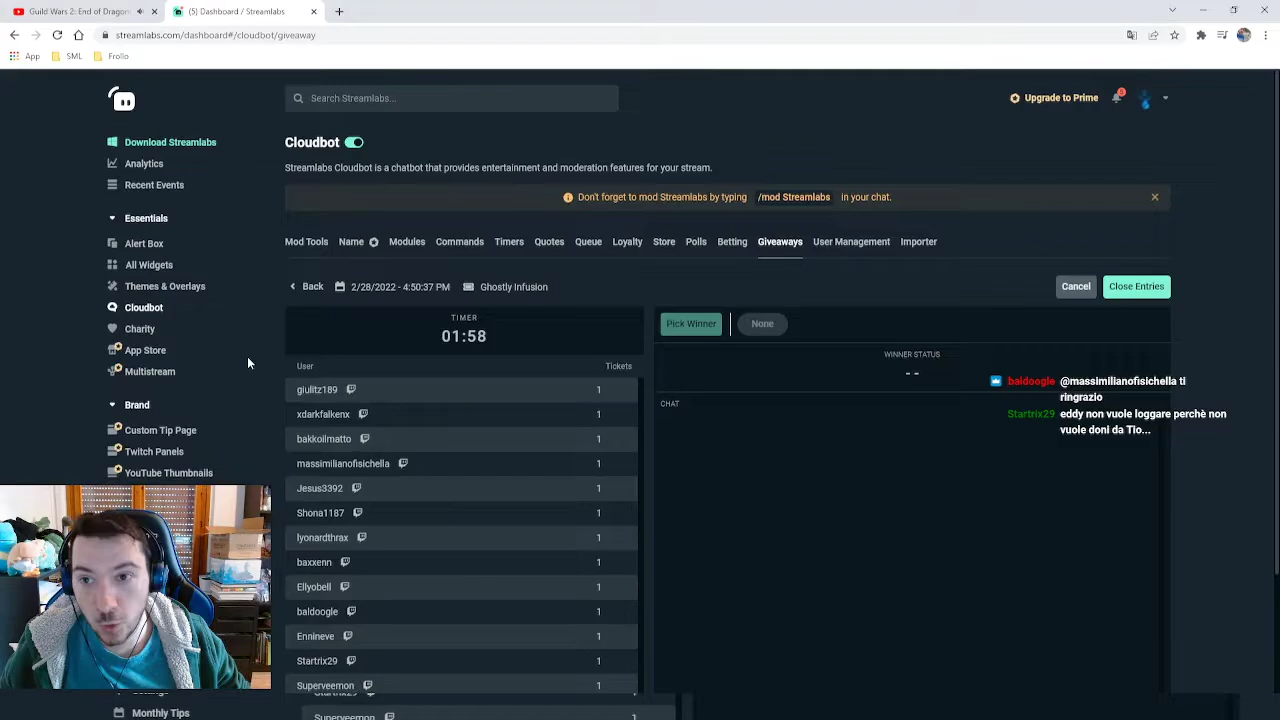 Guild Wars 2: End of Dragon
(5) Dashboard / Streamlabs
streamlabs.com/dashboard#/cloudbot/giveaway
App
SML
Frollo
Search Streamlabs...
Upgrade to Prime
Download Streamlabs
Analytics
Recent Events
Essentials
Alert Box
All Widgets
Themes & Overlays
Cloudbot
Charity
App Store
Multistream
Brand
Custom Tip Page
Twitch Panels
YouTube Thumbnails
Monthly Tips
Cloudbot
Streamlabs Cloudbot is a chatbot that provides entertainment and moderation features for your stream.
Don't forget to mod Streamlabs by typing /mod Streamlabs in your chat.
Mod Tools Name Modules Commands Timers Quotes Queue Loyalty Store Polls Betting Giveaways User Management Importer
Back 2/28/2022 - 4:50:37 PM Ghostly Infusion
Cancel Close Entries
TIMER
01:58
User Tickets
giulitz189 1
xdarkfalkenx 1
bakkoilmatto 1
massimilianofisichella 1
Jesus3392 1
Shona1187 1
lyonardthrax 1
baxxenn 1
Ellyobell 1
baldoogle 1
Ennineve 1
Startrix29 1
Superveemon 1
Startrix29
Superveemon 1
Pick Winner None
WINNER STATUS
--
CHAT
baldoogle @massimilianofisichella ti
ringrazio
Startrix29 eddy non vuole loggare perchè non
vuole doni da Tio...